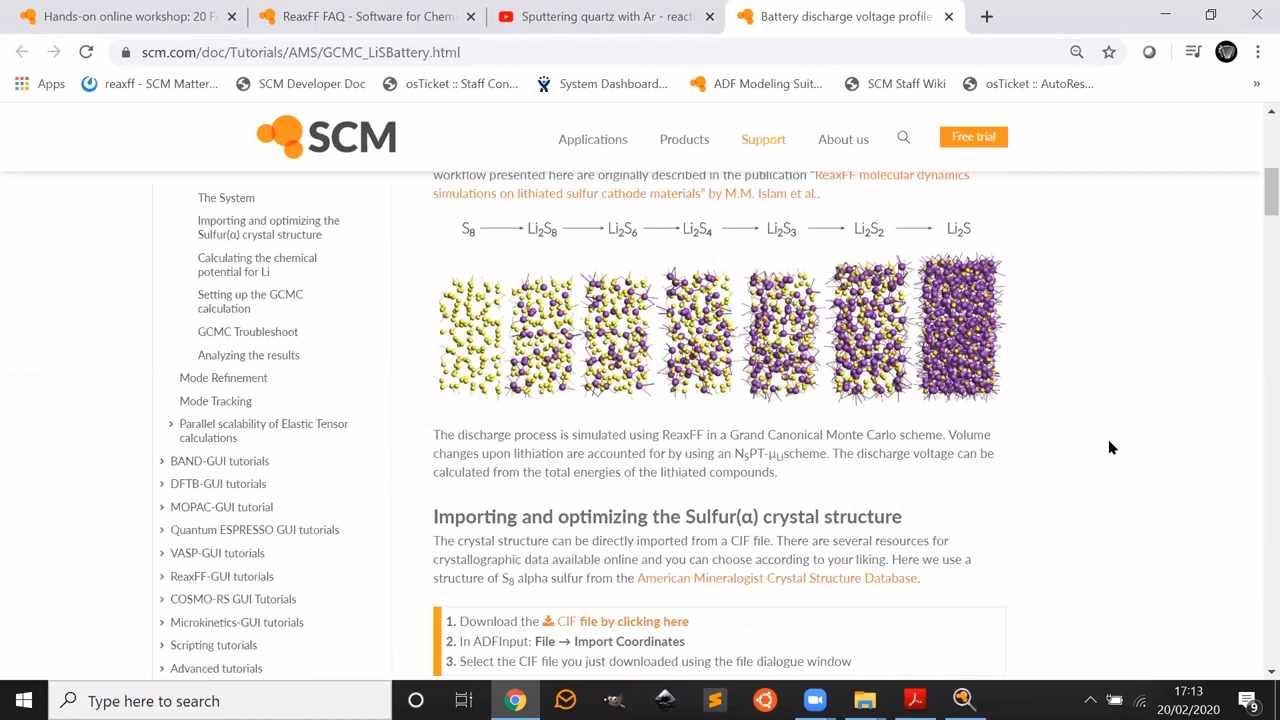 Hands-on online workshop: 20 F
ReaxFF FAQ - Software for Chemi
Sputtering quartz with Ar - reacti
Battery discharge voltage profile
scm.com/doc/Tutorials/AMS/GCMC_LiSBattery.html
Apps
reaxff - SCM Matter...
SCM Developer Doc
osTicket :: Staff Con...
System Dashboard...
ADF Modeling Suit...
SCM Staff Wiki
osTicket :: AutoRes...
»
SCM
Applications
Products
Support
About us
Free trial
The System
Importing and optimizing the
Sulfur(α) crystal structure
Calculating the chemical
potential for Li
Setting up the GCMC
calculation
GCMC Troubleshoot
Analyzing the results
Mode Refinement
Mode Tracking
Parallel scalability of Elastic Tensor
calculations
BAND-GUI tutorials
DFTB-GUI tutorials
MOPAC-GUI tutorial
Quantum ESPRESSO GUI tutorials
VASP-GUI tutorials
ReaxFF-GUI tutorials
COSMO-RS GUI Tutorials
Microkinetics-GUI tutorials
Scripting tutorials
Advanced tutorials
workflow presented here are originally described in the publication "ReaxFF molecular dynamics
simulations on lithiated sulfur cathode materials" by M.M. Islam et al..
S₈ → Li₂S₈ → Li₂S₆ → Li₂S₄ → Li₂S₃ → Li₂S₂ → Li₂S
The discharge process is simulated using ReaxFF in a Grand Canonical Monte Carlo scheme. Volume
changes upon lithiation are accounted for by using an NSPT-μLischeme. The discharge voltage can be
calculated from the total energies of the lithiated compounds.
Importing and optimizing the Sulfur(α) crystal structure
The crystal structure can be directly imported from a CIF file. There are several resources for
crystallographic data available online and you can choose according to your liking. Here we use a
structure of S₈ alpha sulfur from the American Mineralogist Crystal Structure Database.
1. Download the CIF file by clicking here
2. In ADFInput: File → Import Coordinates
3. Select the CIF file you just downloaded using the file dialogue window
Type here to search
17:13
20/02/2020
9